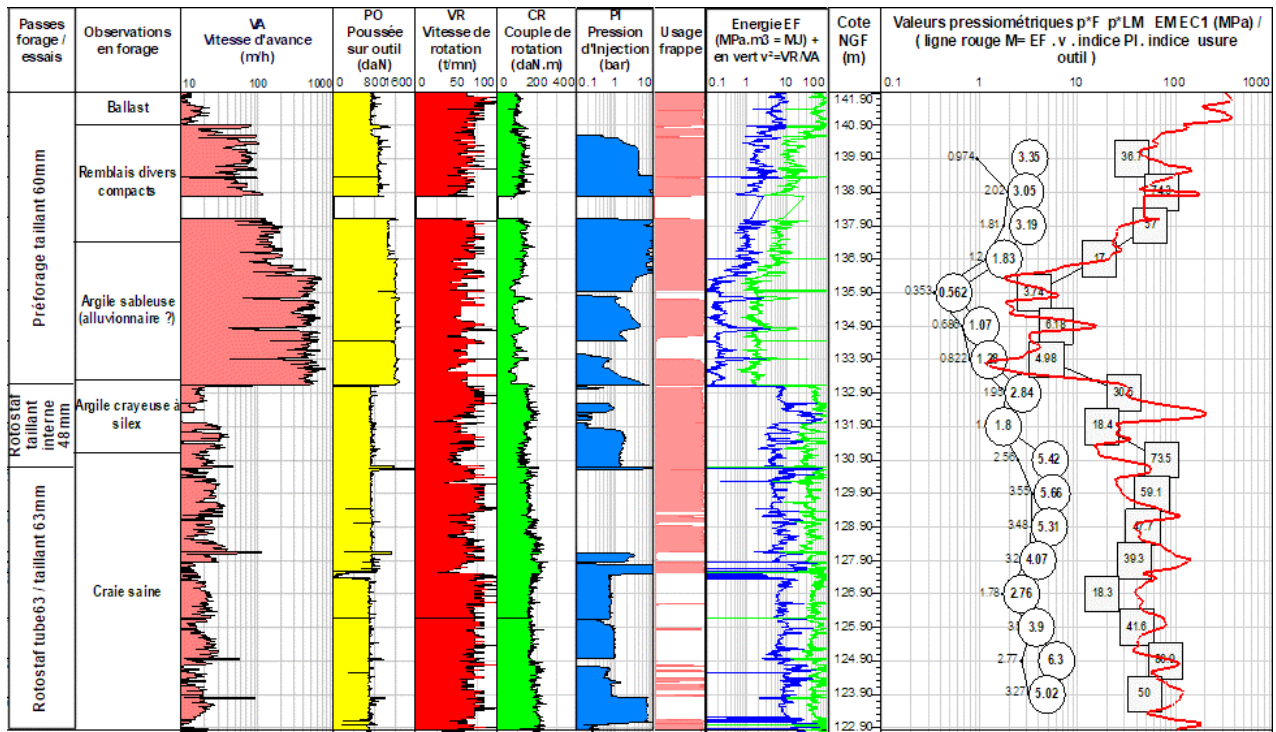 Passes
forage /
essais
Observations
en forage
VA
Vitesse d'avance
(m/h)
10 100 1000
PO
Poussée
sur outil
(daN)
0 800 1600
VR
Vitesse de
rotation
(t/mn)
0 50 100
CR
Couple de
rotation
(daN.m)
0 200 400
PI
Pression
d'Injection
(bar)
0.1 1 10
Usage
frappe
Energie EF
(MPa.m3 = MJ) +
en vert v²=VR/VA
0.1 1 10 100
Cote
NGF
(m)
Valeurs pressiométriques p*F p*LM EM EC1 (MPa) /
( ligne rouge M= EF . v . indice PI . indice usure
outil )
0.1 1 10 100 1000
Préforage taillant 60mm
Rotostaf
taillant
interne
48 mm
Rotostaf tube63 / taillant 63mm
Ballast
Remblais divers
compacts
Argile sableuse
(alluvionnaire ?)
Argile crayeuse à
silex
Craie saine
141.90
140.90
139.90 0.974 3.35 36.7
138.90 2.02 3.05 74.3
137.90 1.81 3.19 57
136.90 1.2 1.83 17
135.90 0.353 0.562 3.74
134.90 0.686 1.07 6.18
133.90 0.822 1.28 4.98
132.90 1.95 2.84 30.5
131.90 1.8 18.4
130.90 2.56 5.42 73.5
129.90 3.55 5.66 59.1
128.90 3.48 5.31 47.7
127.90 3.2 4.07 39.3
126.90 1.78 2.76 18.3
125.90 3.9 41.6
124.90 2.77 6.3
123.90 3.27 5.02 50
122.90